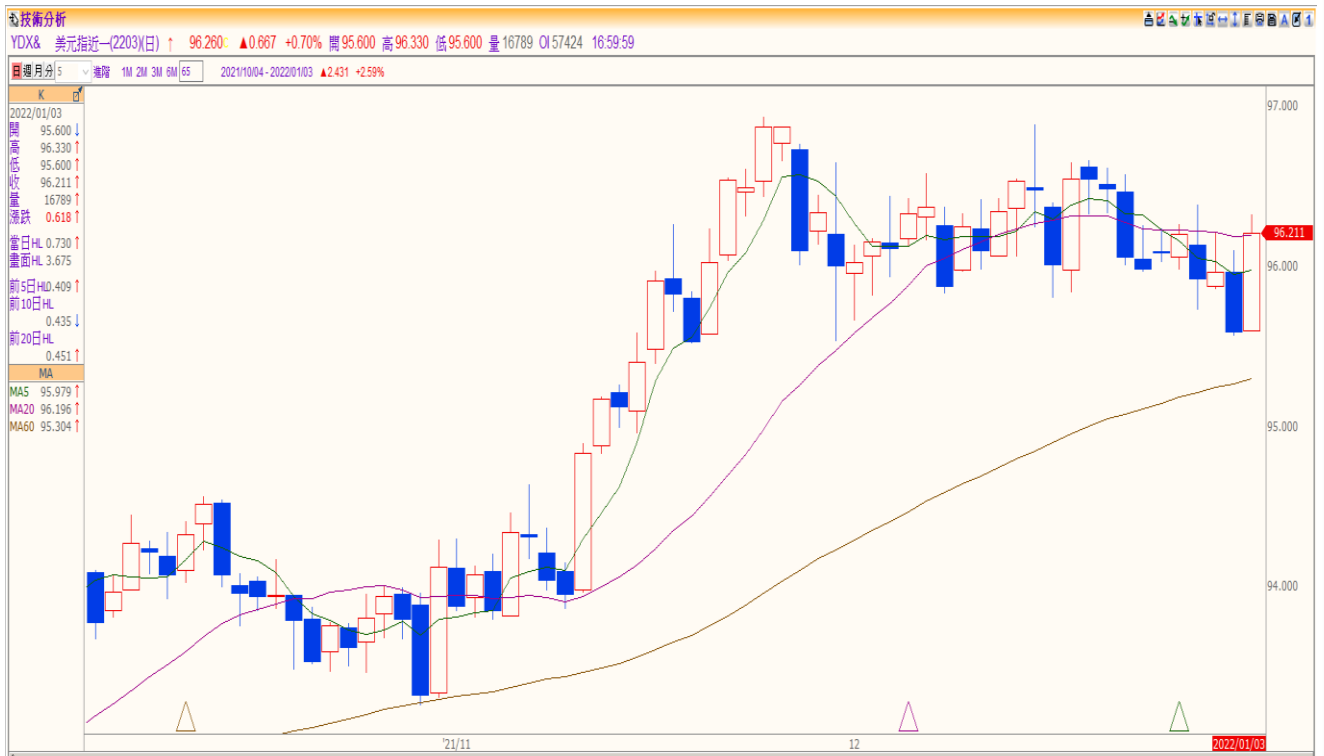 技術分析
YDX& 美元指近一(2203)(日) ↑ 96.260c ▲0.667 +0.70% 開 95.600 高 96.330 低 95.600 量 16789 OI 57424 16:59:59
日 週 月 分 5 進階 1M 2M 3M 6M 65 2021/10/04 - 2022/01/03 ▲2.431 +2.59%
K
2022/01/03
開 95.600 ↓
高 96.330 ↑
低 95.600 ↑
收 96.211 ↑
量 16789 ↑
漲跌 0.618 ↑
當日HL 0.730 ↑
畫面HL 3.675
前5日HL 0.409 ↑
前10日HL
0.435 ↓
前20日HL
0.451 ↑
MA
MA5 95.979 ↑
MA20 96.196 ↑
MA60 95.304 ↑
97.000
96.211
96.000
95.000
94.000
'21/11
12
2022/01/03